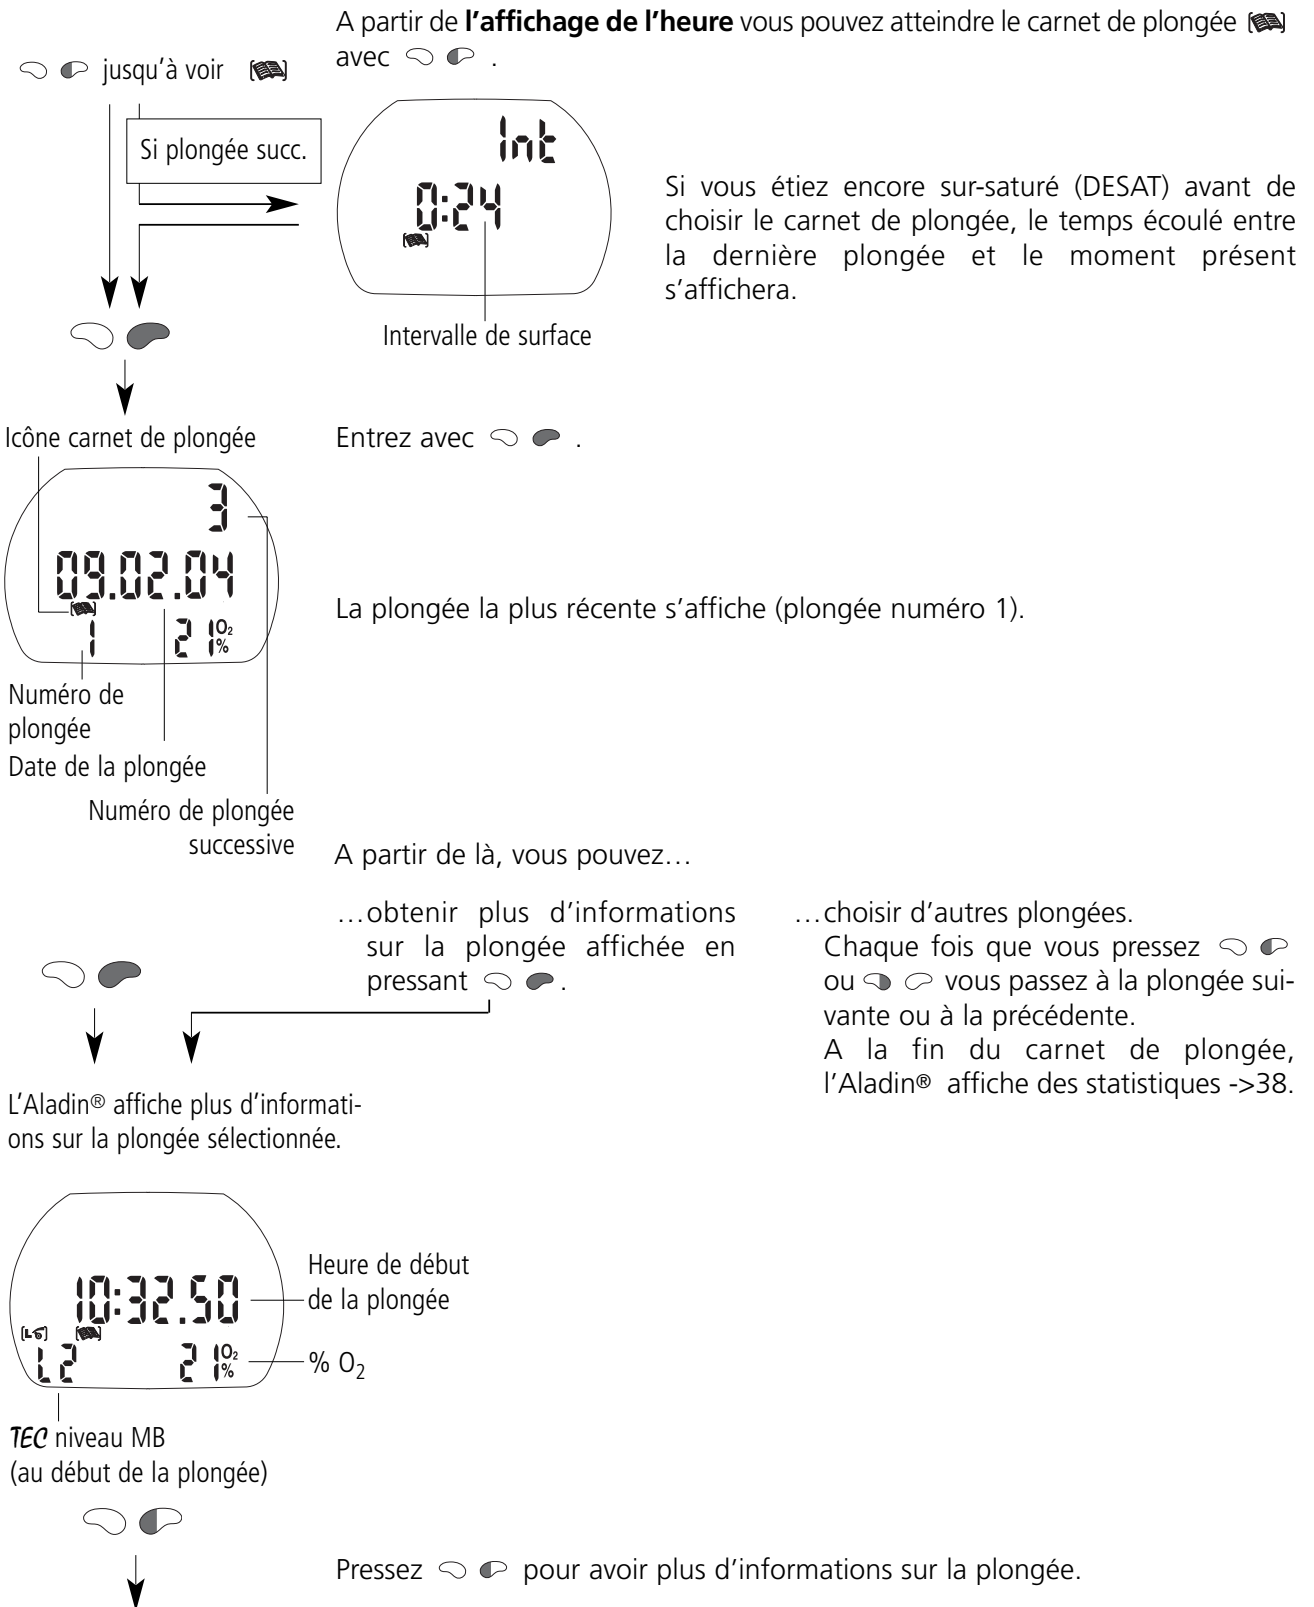 A partir de l'affichage de l'heure vous pouvez atteindre le carnet de plongée
avec .
jusqu'à voir
Si plongée succ.
Int
0:24
Intervalle de surface
Si vous étiez encore sur-saturé (DESAT) avant de
choisir le carnet de plongée, le temps écoulé entre
la dernière plongée et le moment présent
s'affichera.
Icône carnet de plongée
Entrez avec .
3
09.02.04
1 21 O2 %
La plongée la plus récente s'affiche (plongée numéro 1).
Numéro de
plongée
Date de la plongée
Numéro de plongée
successive
A partir de là, vous pouvez…
…obtenir plus d'informations
sur la plongée affichée en
pressant .
…choisir d'autres plongées.
Chaque fois que vous pressez
ou vous passez à la plongée sui-
vante ou à la précédente.
A la fin du carnet de plongée,
l'Aladin® affiche des statistiques ->38.
L'Aladin® affiche plus d'informati-
ons sur la plongée sélectionnée.
10:32.50
L
L2 21 O2 %
Heure de début
de la plongée
% O2
TEC niveau MB
(au début de la plongée)
Pressez pour avoir plus d'informations sur la plongée.